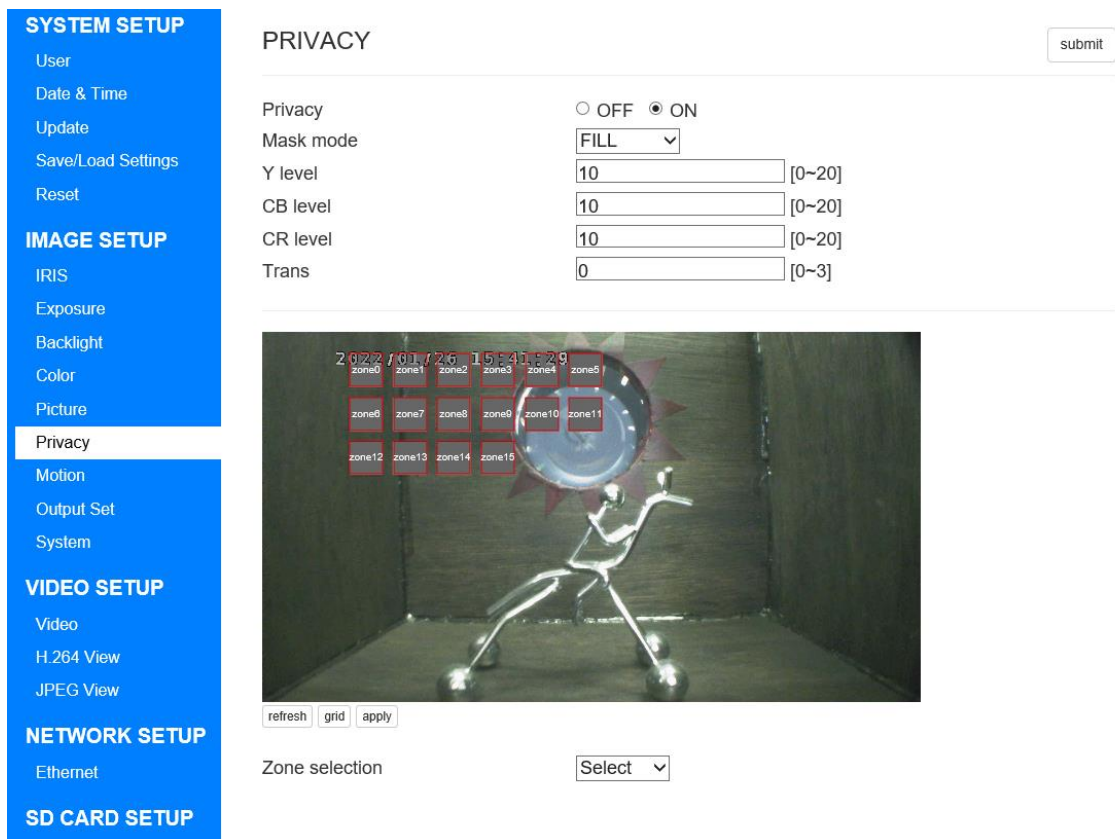 SYSTEM SETUP
User
Date & Time
Update
Save/Load Settings
Reset
IMAGE SETUP
IRIS
Exposure
Backlight
Color
Picture
Privacy
Motion
Output Set
System
VIDEO SETUP
Video
H.264 View
JPEG View
NETWORK SETUP
Ethernet
SD CARD SETUP
PRIVACY
submit
Privacy OFF ON
Mask mode FILL
Y level 10 [0~20]
CB level 10 [0~20]
CR level 10 [0~20]
Trans 0 [0~3]
2022/01/26 15:41:29
zone0 zone1 zone2 zone3 zone4 zone5
zone6 zone7 zone8 zone9 zone10 zone11
zone12 zone13 zone14 zone15
refresh grid apply
Zone selection Select